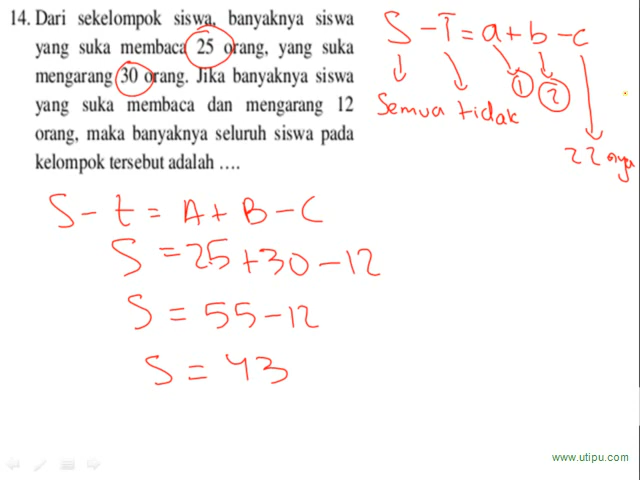 14. Dari sekelompok siswa, banyaknya siswa
yang suka membaca 25 orang, yang suka
mengarang 30 orang. Jika banyaknya siswa
yang suka membaca dan mengarang 12
orang, maka banyaknya seluruh siswa pada
kelompok tersebut adalah ....
S - T = a + b - c
① ②
Semua tidak
22 nya
S - t = A + B - C
S = 25 + 30 - 12
S = 55 - 12
S = 43
www.utipu.com